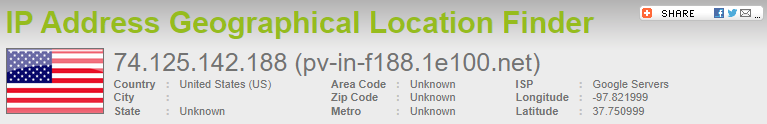 IP Address Geographical Location Finder
SHARE ...
74.125.142.188 (pv-in-f188.1e100.net)
Country : United States (US) Area Code : Unknown ISP : Google Servers
City : Zip Code : Unknown Longitude : -97.821999
State : Unknown Metro : Unknown Latitude : 37.750999